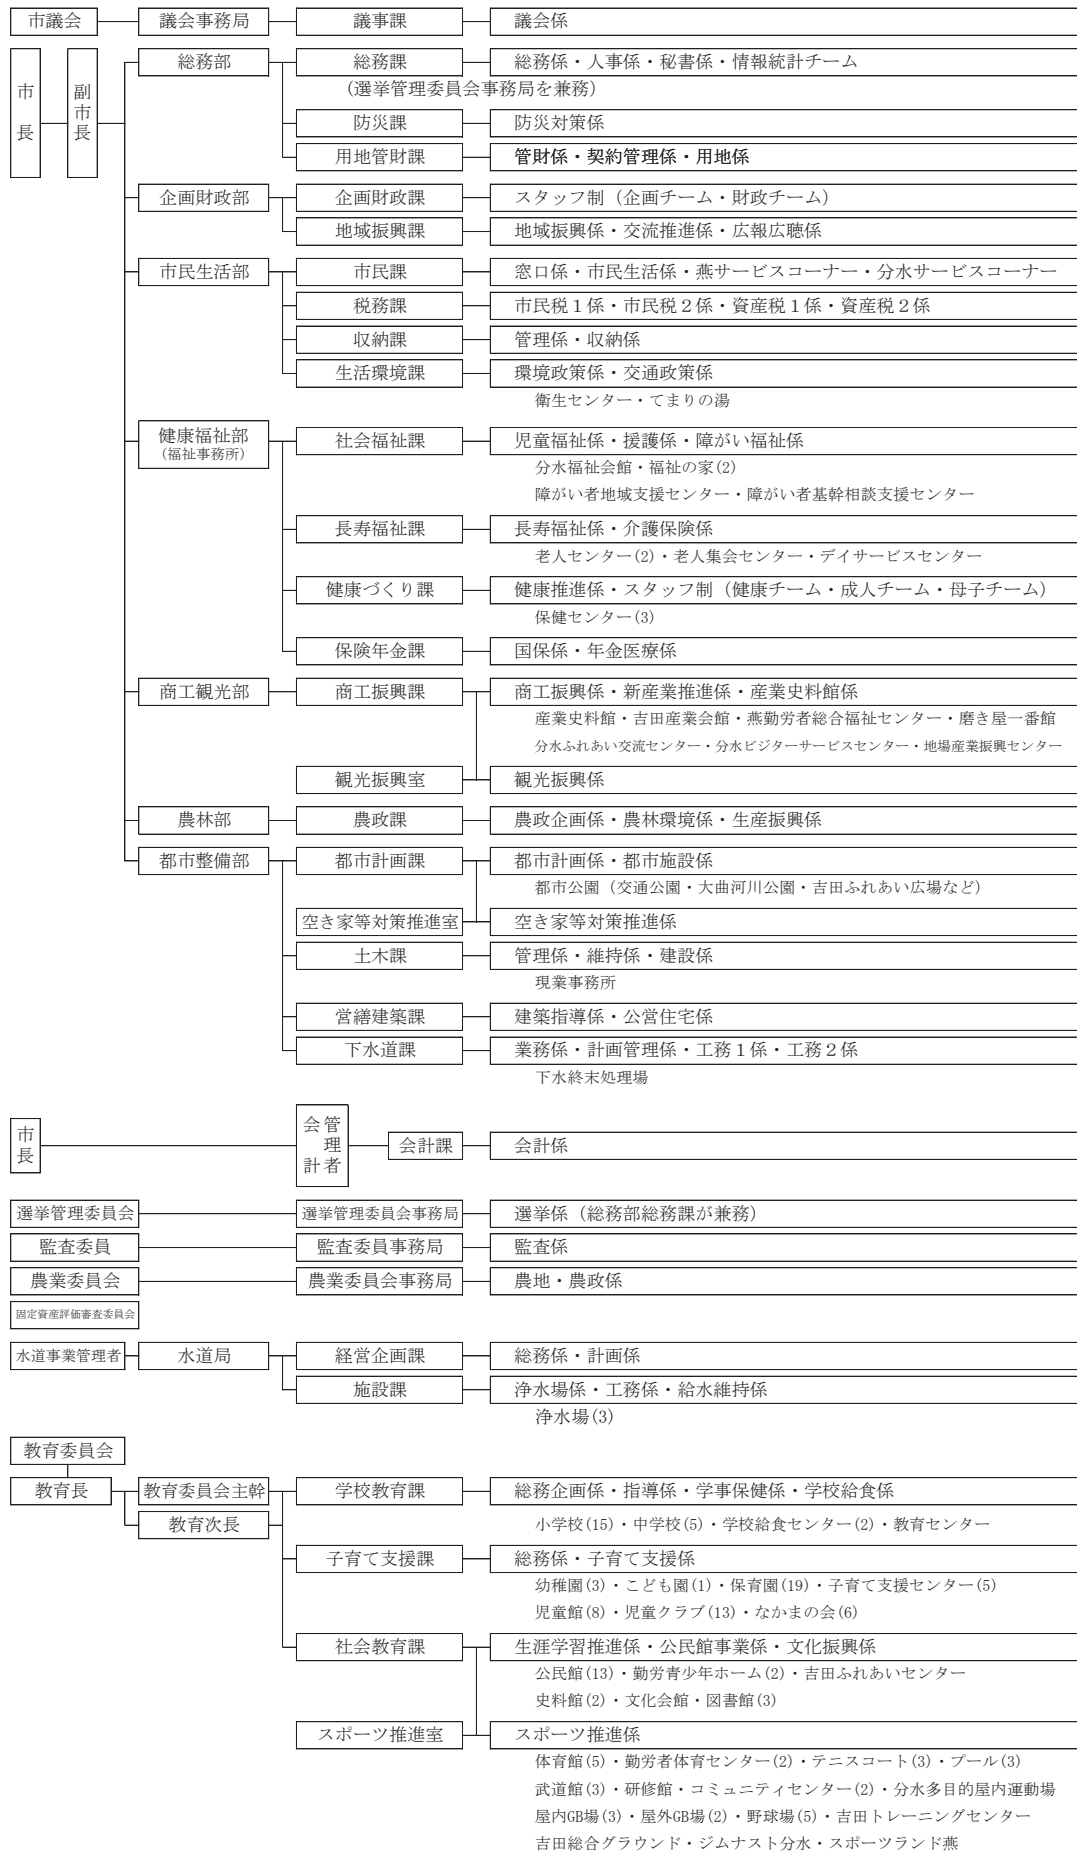 市議会 議会事務局 議事課 議会係
市長 副市長 総務部 総務課 総務係・人事係・秘書係・情報統計チーム
(選挙管理委員会事務局を兼務)
防災課 防災対策係
用地管財課 管財係・契約管理係・用地係
企画財政部 企画財政課 スタッフ制（企画チーム・財政チーム）
地域振興課 地域振興係・交流推進係・広報広聴係
市民生活部 市民課 窓口係・市民生活係・燕サービスコーナー・分水サービスコーナー
税務課 市民税１係・市民税２係・資産税１係・資産税２係
収納課 管理係・収納係
生活環境課 環境政策係・交通政策係
衛生センター・てまりの湯
健康福祉部 社会福祉課 児童福祉係・援護係・障がい福祉係
(福祉事務所) 分水福祉会館・福祉の家(2)
障がい者地域支援センター・障がい者基幹相談支援センター
長寿福祉課 長寿福祉係・介護保険係
老人センター(2)・老人集会センター・デイサービスセンター
健康づくり課 健康推進係・スタッフ制（健康チーム・成人チーム・母子チーム）
保健センター(3)
保険年金課 国保係・年金医療係
商工観光部 商工振興課 商工振興係・新産業推進係・産業史料館係
産業史料館・吉田産業会館・燕勤労者総合福祉センター・磨き屋一番館
分水ふれあい交流センター・分水ビジターサービスセンター・地場産業振興センター
観光振興室 観光振興係
農林部 農政課 農政企画係・農林環境係・生産振興係
都市整備部 都市計画課 都市計画係・都市施設係
都市公園（交通公園・大曲河川公園・吉田ふれあい広場など）
空き家等対策推進室 空き家等対策推進係
土木課 管理係・維持係・建設係
現業事務所
営繕建築課 建築指導係・公営住宅係
下水道課 業務係・計画管理係・工務１係・工務２係
下水終末処理場
市長 会計管理者 会計課 会計係
選挙管理委員会 選挙管理委員会事務局 選挙係（総務部総務課が兼務）
監査委員 監査委員事務局 監査係
農業委員会 農業委員会事務局 農地・農政係
固定資産評価審査委員会
水道事業管理者 水道局 経営企画課 総務係・計画係
施設課 浄水場係・工務係・給水維持係
浄水場(3)
教育委員会
教育長 教育委員会主幹 学校教育課 総務企画係・指導係・学事保健係・学校給食係
教育次長 小学校(15)・中学校(5)・学校給食センター(2)・教育センター
子育て支援課 総務係・子育て支援係
幼稚園(3)・こども園(1)・保育園(19)・子育て支援センター(5)
児童館(8)・児童クラブ(13)・なかまの会(6)
社会教育課 生涯学習推進係・公民館事業係・文化振興係
公民館(13)・勤労青少年ホーム(2)・吉田ふれあいセンター
史料館(2)・文化会館・図書館(3)
スポーツ推進室 スポーツ推進係
体育館(5)・勤労者体育センター(2)・テニスコート(3)・プール(3)
武道館(3)・研修館・コミュニティセンター(2)・分水多目的屋内運動場
屋内GB場(3)・屋外GB場(2)・野球場(5)・吉田トレーニングセンター
吉田総合グラウンド・ジムナスト分水・スポーツランド燕